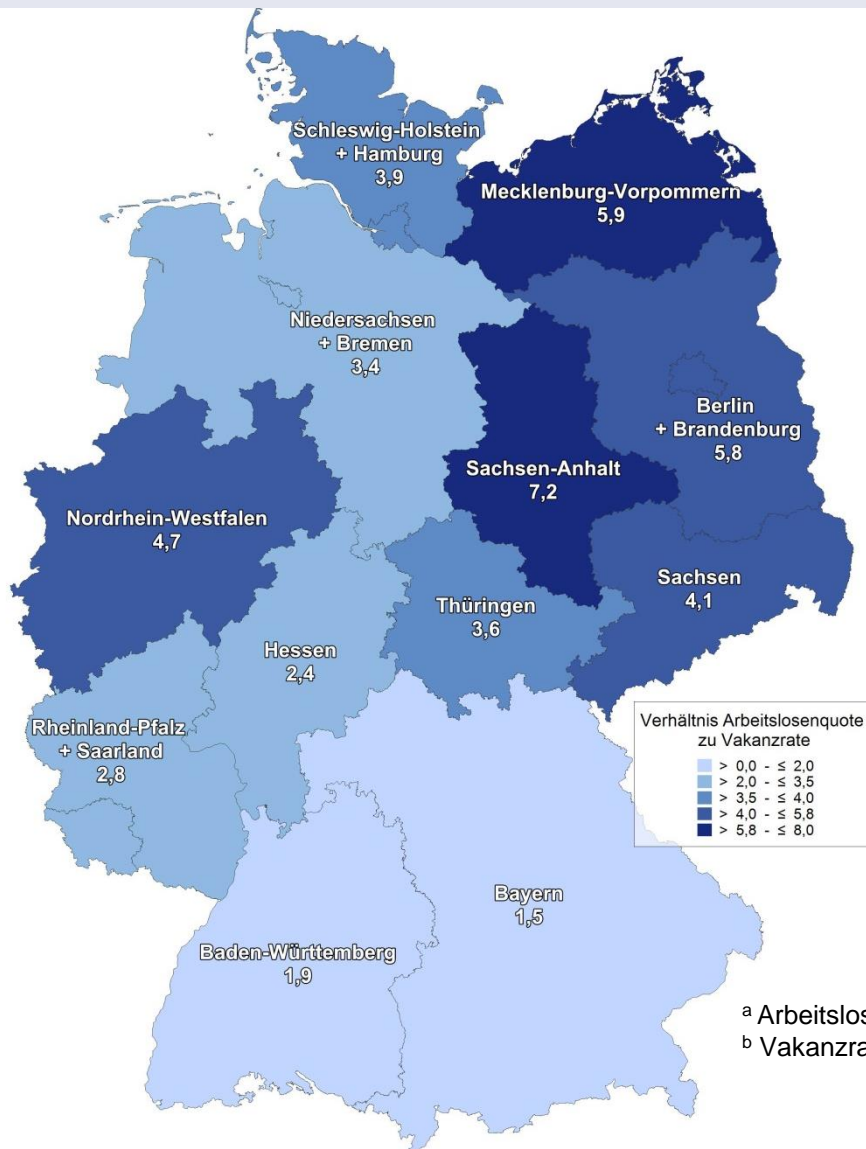 Schleswig-Holstein
+ Hamburg
3,9
Mecklenburg-Vorpommern
5,9
Niedersachsen
+ Bremen
3,4
Berlin
+ Brandenburg
5,8
Sachsen-Anhalt
7,2
Nordrhein-Westfalen
4,7
Sachsen
4,1
Thüringen
3,6
Hessen
2,4
Rheinland-Pfalz
+ Saarland
2,8
Verhältnis Arbeitslosenquote
zu Vakanzrate
> 0,0 - ≤ 2,0
> 2,0 - ≤ 3,5
> 3,5 - ≤ 4,0
> 4,0 - ≤ 5,8
> 5,8 - ≤ 8,0
Bayern
1,5
Baden-Württemberg
1,9
a Arbeitslos
b Vakanzra